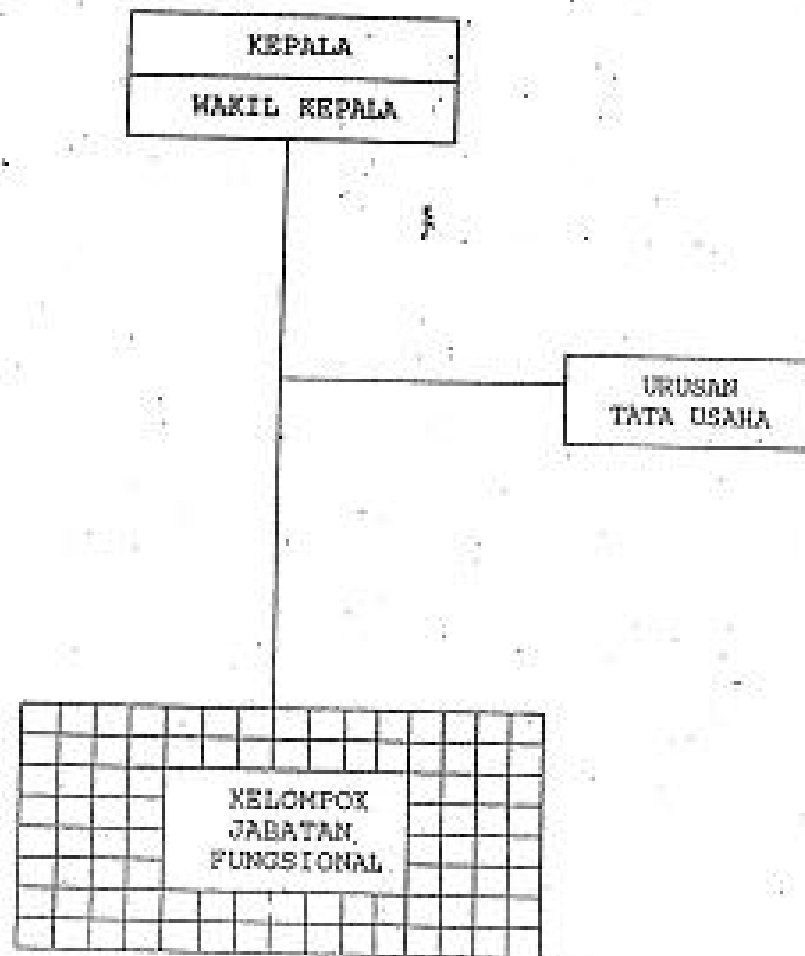 KEPALA
WAKIL KEPALA
URUSAN
TATA USAHA
KELOMPOK
JABATAN
FUNGSIONAL